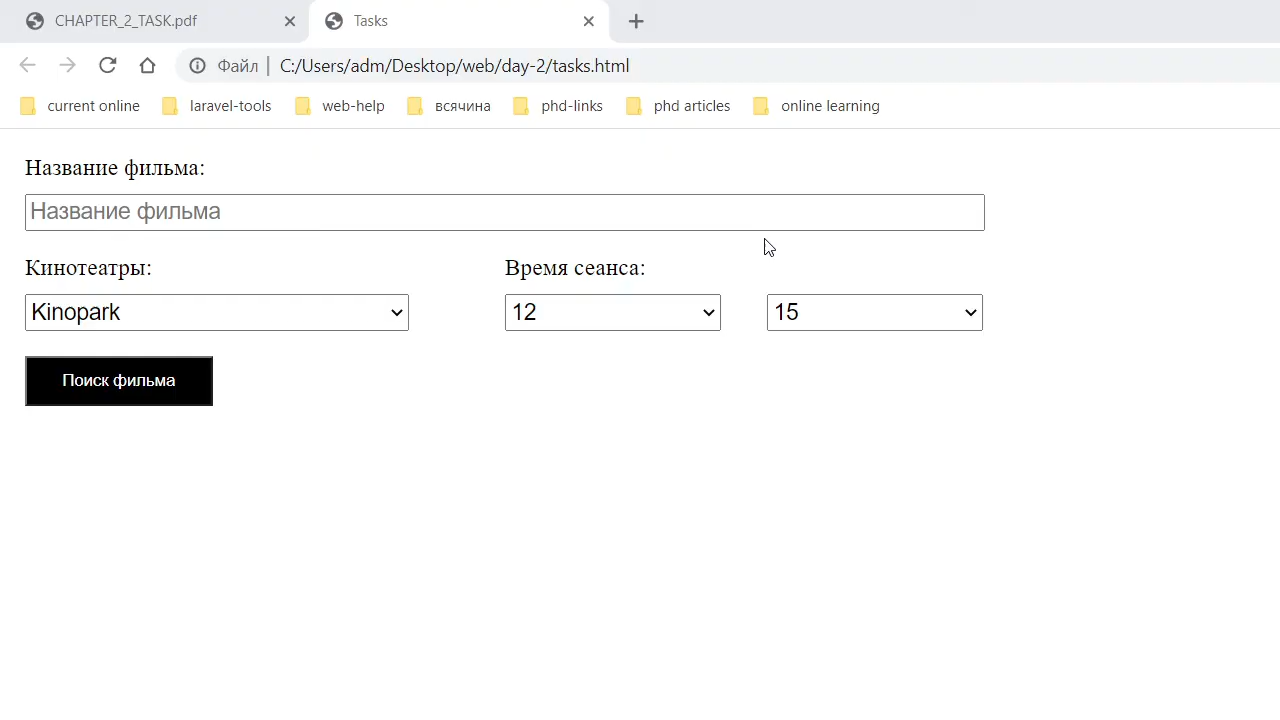 CHAPTER_2_TASK.pdf
Tasks
Файл | C:/Users/adm/Desktop/web/day-2/tasks.html
current online laravel-tools web-help всячина phd-links phd articles online learning
Название фильма:
Название фильма
Кинотеатры: Время сеанса:
Kinopark 12 15
Поиск фильма